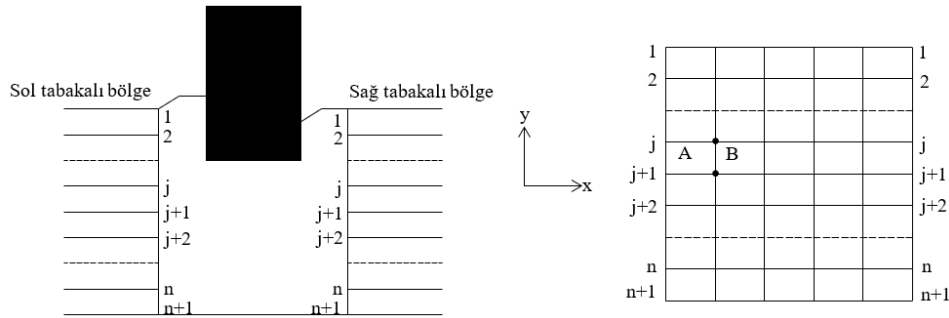 Sol tabakalı bölge
Sağ tabakalı bölge
1
2
j
j+1
j+2
n
n+1
1
2
j
j+1
j+2
n
n+1
y
x
1
2
j
j+1
j+2
n
n+1
A
B
1
2
j
j+1
j+2
n
n+1